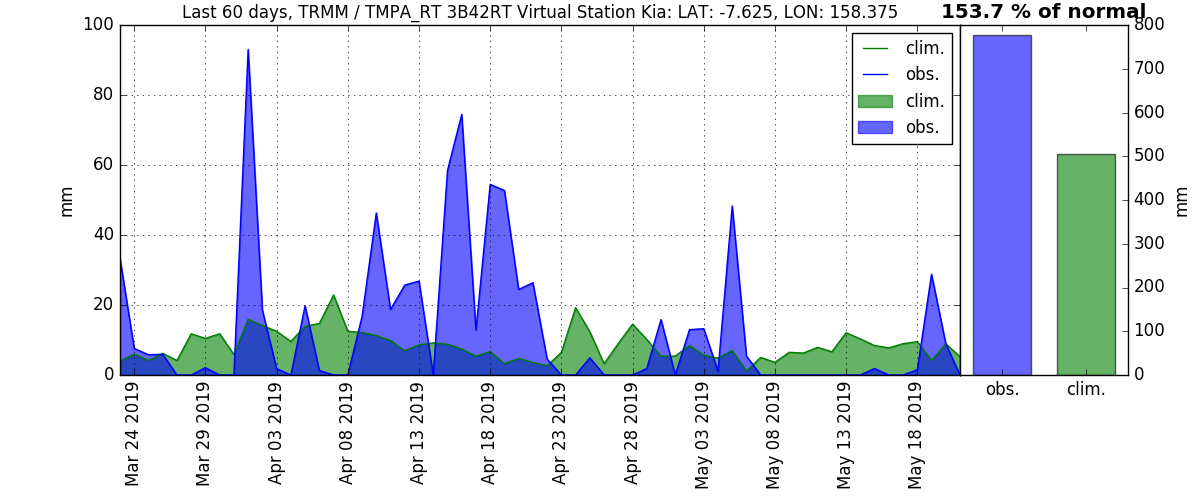 Last 60 days, TRMM / TMPA_RT 3B42RT Virtual Station Kia: LAT: -7.625, LON: 158.375
153.7 % of normal
100
80
60
40
20
0
mm
clim.
obs.
clim.
obs.
Mar 24 2019
Mar 29 2019
Apr 03 2019
Apr 08 2019
Apr 13 2019
Apr 18 2019
Apr 23 2019
Apr 28 2019
May 03 2019
May 08 2019
May 13 2019
May 18 2019
800
700
600
500
400
300
200
100
0
mm
obs.
clim.